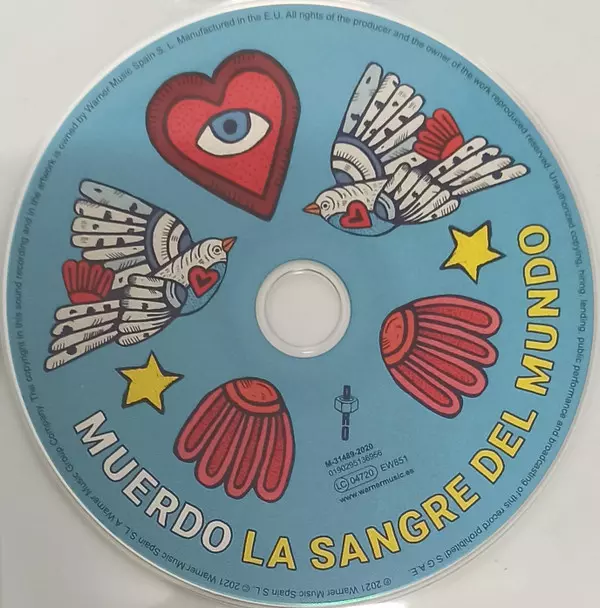 MUERDO LA SANGRE DEL MUNDO
M-31489-2020
0190295136956
LC 04720 EW851
www.warnermusic.es
℗ 2021 Warner Music Spain S.L. © 2021 Warner Music Spain S.L. A Warner Music Group Company. The copyright in this sound recording and in the artwork is owned by Warner Music Spain S. L. Manufactured in the E.U. All rights of the producer and the owner of the work reproduced reserved. Unauthorized copying, hiring, lending, public performance and broadcasting of this record prohibited! S.G.A.E.